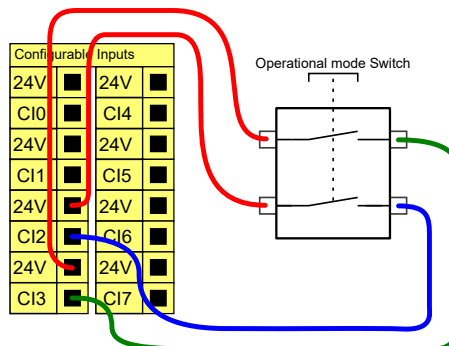 Configurable Inputs
Operational mode Switch
24V 24V
CI0 CI4
24V 24V
CI1 CI5
24V 24V
CI2 CI6
24V 24V
CI3 CI7